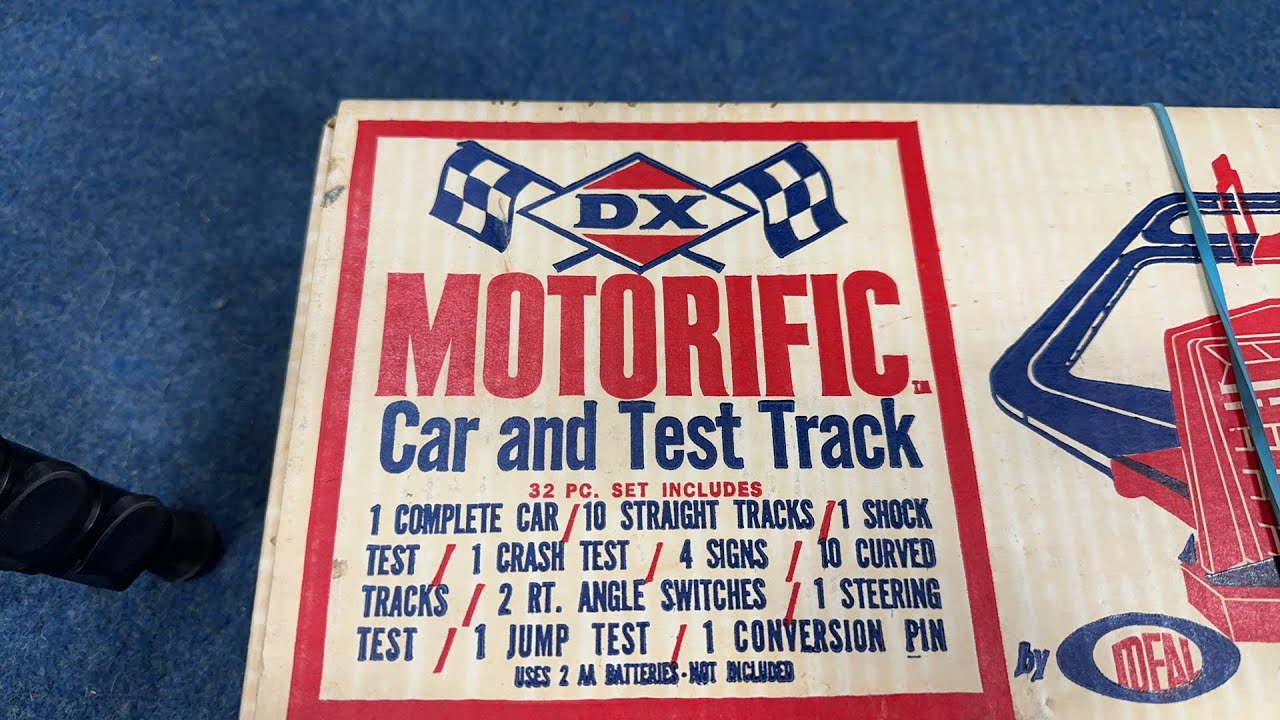 DX
MOTORIFIC™
Car and Test Track
32 PC. SET INCLUDES
1 COMPLETE CAR / 10 STRAIGHT TRACKS / 1 SHOCK
TEST / 1 CRASH TEST / 4 SIGNS / 10 CURVED
TRACKS / 2 RT. ANGLE SWITCHES / 1 STEERING
TEST / 1 JUMP TEST / 1 CONVERSION PIN
USES 2 AA BATTERIES·NOT INCLUDED
by IDEAL